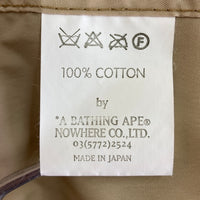 F
100% COTTON
by
*A BATHING APE®
NOWHERE CO.,LTD.
03(5772)2524
MADE IN JAPAN